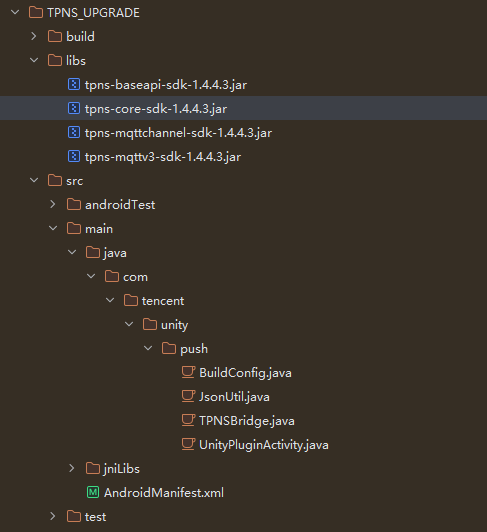 TPNS_UPGRADE
build
libs
tpns-baseapi-sdk-1.4.4.3.jar
tpns-core-sdk-1.4.4.3.jar
tpns-mqttchannel-sdk-1.4.4.3.jar
tpns-mqttv3-sdk-1.4.4.3.jar
src
androidTest
main
java
com
tencent
unity
push
BuildConfig.java
JsonUtil.java
TPNSBridge.java
UnityPluginActivity.java
jniLibs
M AndroidManifest.xml
test